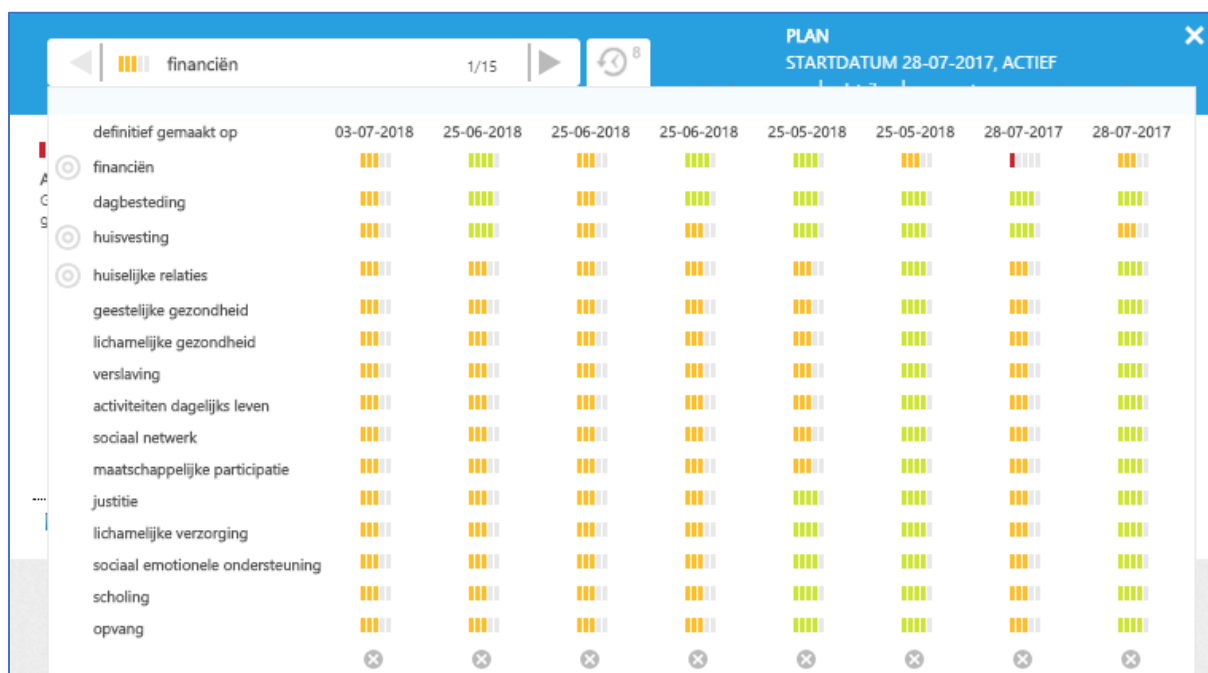 PLAN
financiën 1/15 8 STARTDATUM 28-07-2017, ACTIEF
definitief gemaakt op 03-07-2018 25-06-2018 25-06-2018 25-06-2018 25-05-2018 25-05-2018 28-07-2017 28-07-2017
financiën
dagbesteding
huisvesting
huiselijke relaties
geestelijke gezondheid
lichamelijke gezondheid
verslaving
activiteiten dagelijks leven
sociaal netwerk
maatschappelijke participatie
justitie
lichamelijke verzorging
sociaal emotionele ondersteuning
scholing
opvang